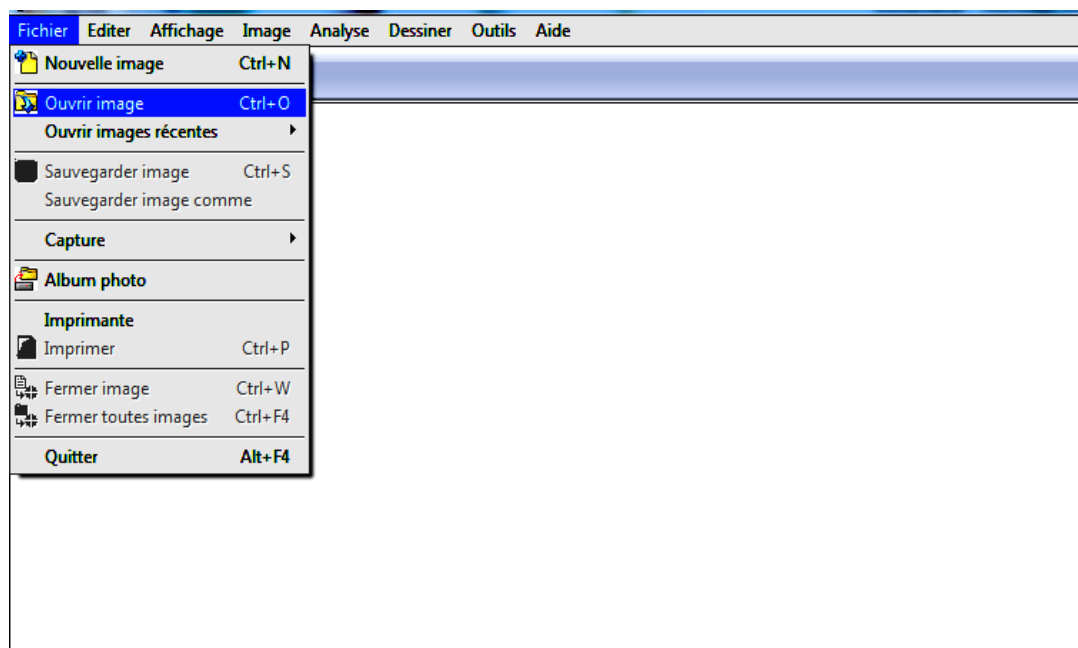 Fichier Editer Affichage Image Analyse Dessiner Outils Aide
Nouvelle image Ctrl+N
Ouvrir image Ctrl+O
Ouvrir images récentes
Sauvegarder image Ctrl+S
Sauvegarder image comme
Capture
Album photo
Imprimante
Imprimer Ctrl+P
Fermer image Ctrl+W
Fermer toutes images Ctrl+F4
Quitter Alt+F4